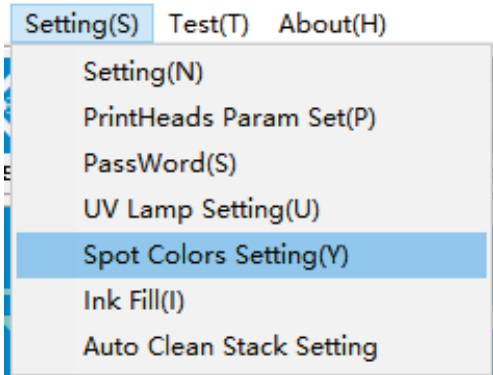 Setting(S) Test(T) About(H)
Setting(N)
PrintHeads Param Set(P)
PassWord(S)
UV Lamp Setting(U)
Spot Colors Setting(Y)
Ink Fill(I)
Auto Clean Stack Setting